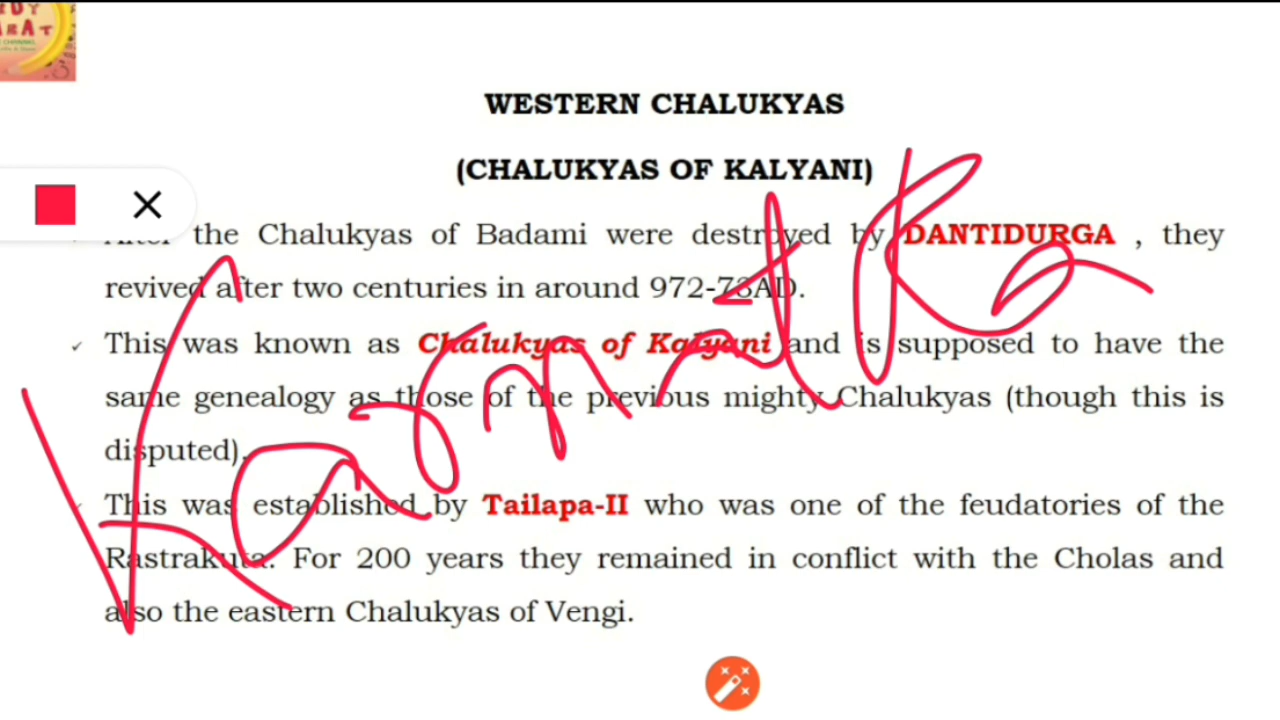 WESTERN CHALUKYAS
(CHALUKYAS OF KALYANI)
After the Chalukyas of Badami were destroyed by DANTIDURGA , they
revived after two centuries in around 972-73AD.
✓ This was known as Chalukyas of Kalyani and is supposed to have the
same genealogy as those of the previous mighty Chalukyas (though this is
disputed).
✓ This was established by Tailapa-II who was one of the feudatories of the
Rastrakuta. For 200 years they remained in conflict with the Cholas and
also the eastern Chalukyas of Vengi.
KarnatKa